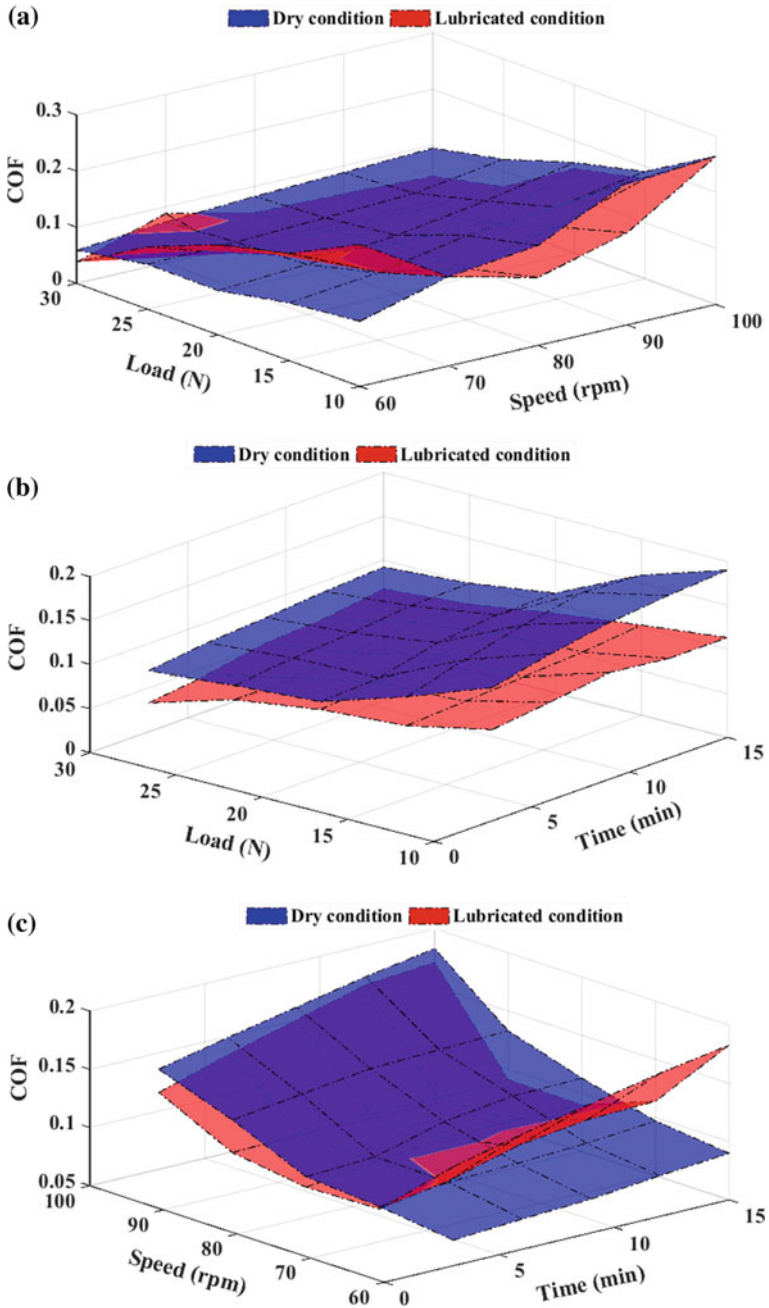 (a)
Dry condition Lubricated condition
0.3
0.2
0.1
0
COF
30
25
20
15
10
Load (N)
60
70
80
90
100
Speed (rpm)
(b)
Dry condition Lubricated condition
0.2
0.15
0.1
0.05
0
COF
30
25
20
15
10
Load (N)
0
5
10
15
Time (min)
(c)
Dry condition Lubricated condition
0.2
0.15
0.1
0.05
COF
100
90
80
70
60
Speed (rpm)
0
5
10
15
Time (min)